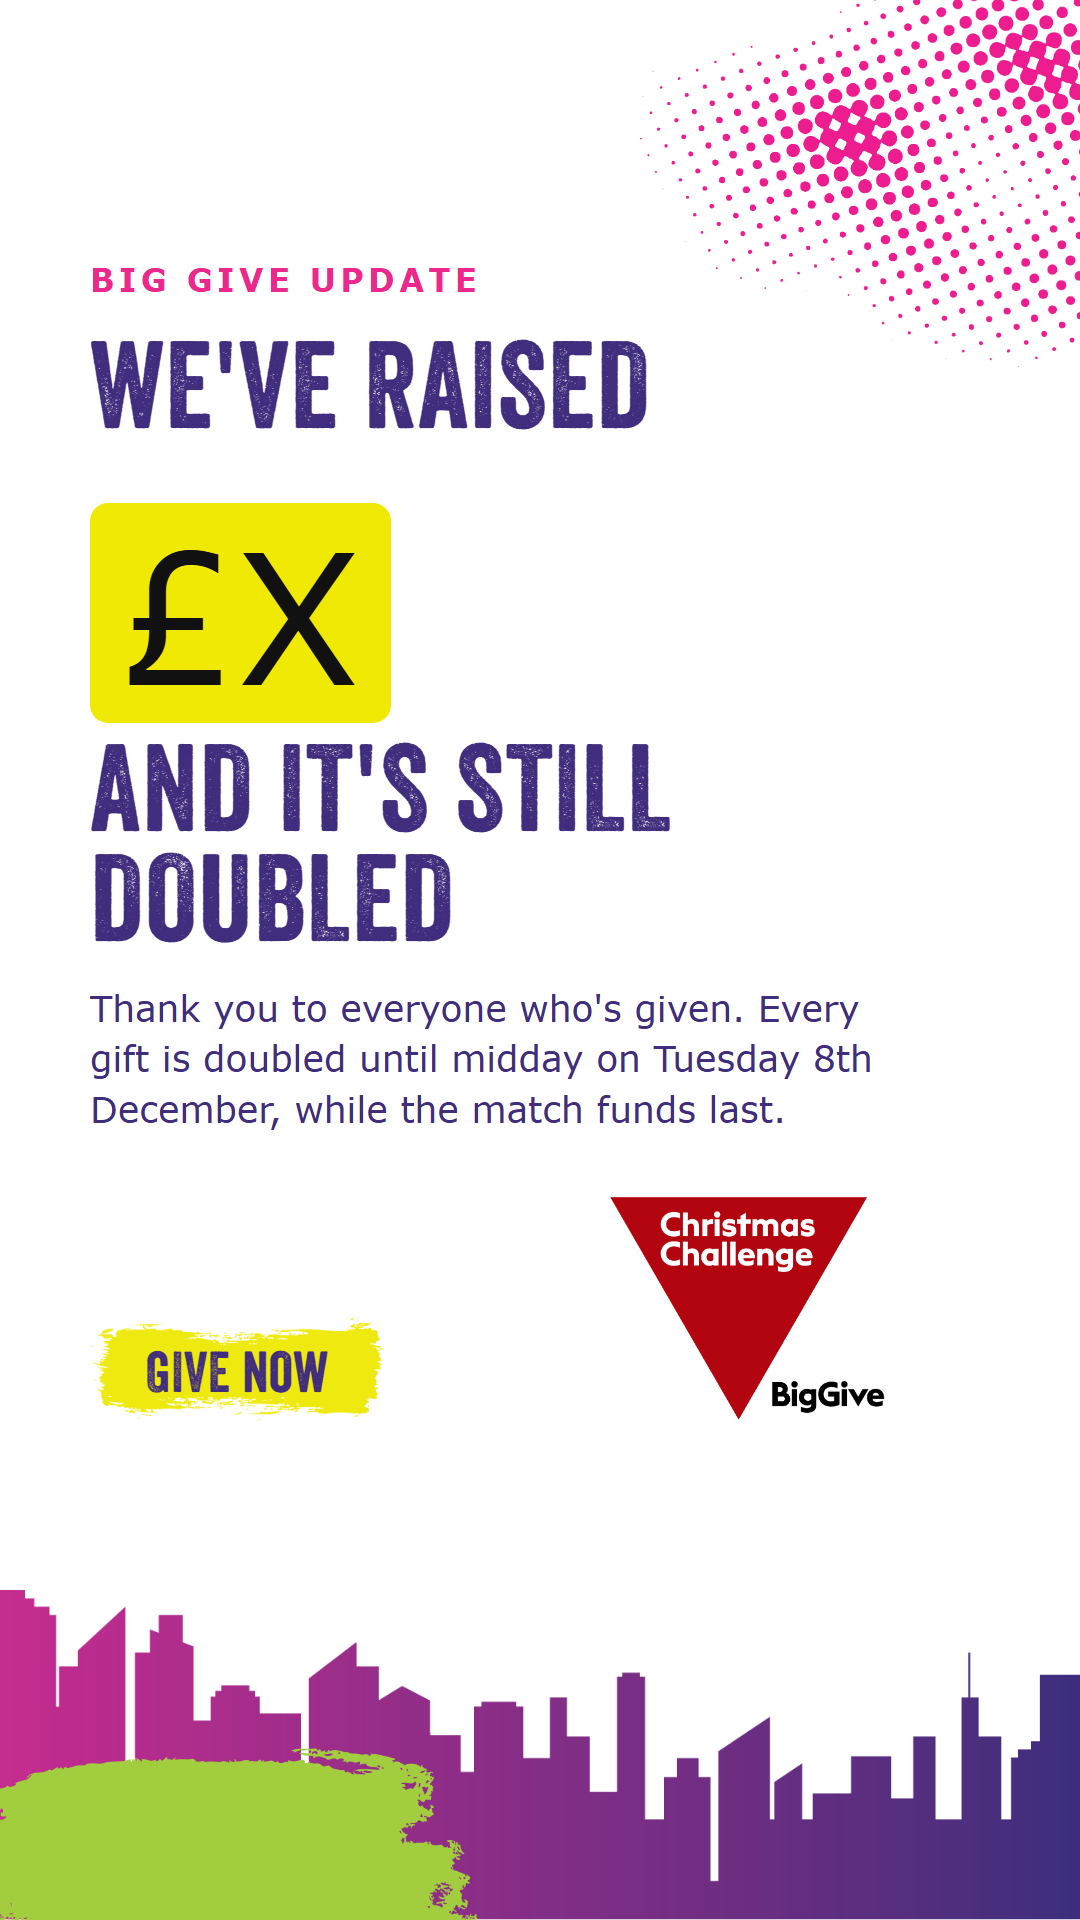 BIG GIVE UPDATE
WE'VE RAISED
£X
AND IT'S STILL
DOUBLED
Thank you to everyone who's given. Every
gift is doubled until midday on Tuesday 8th
December, while the match funds last.
Christmas
Challenge
BigGive
GIVE NOW